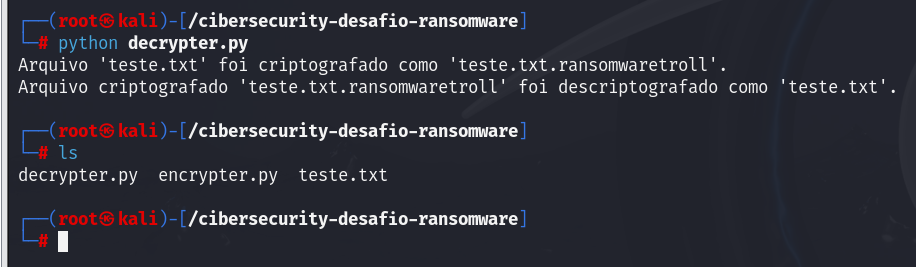 ┌──(root㉿kali)-[/cibersecurity-desafio-ransomware]
└─# python decrypter.py
Arquivo 'teste.txt' foi criptografado como 'teste.txt.ransomwaretroll'.
Arquivo criptografado 'teste.txt.ransomwaretroll' foi descriptografado como 'teste.txt'.
┌──(root㉿kali)-[/cibersecurity-desafio-ransomware]
└─# ls
decrypter.py  encrypter.py  teste.txt
┌──(root㉿kali)-[/cibersecurity-desafio-ransomware]
└─#